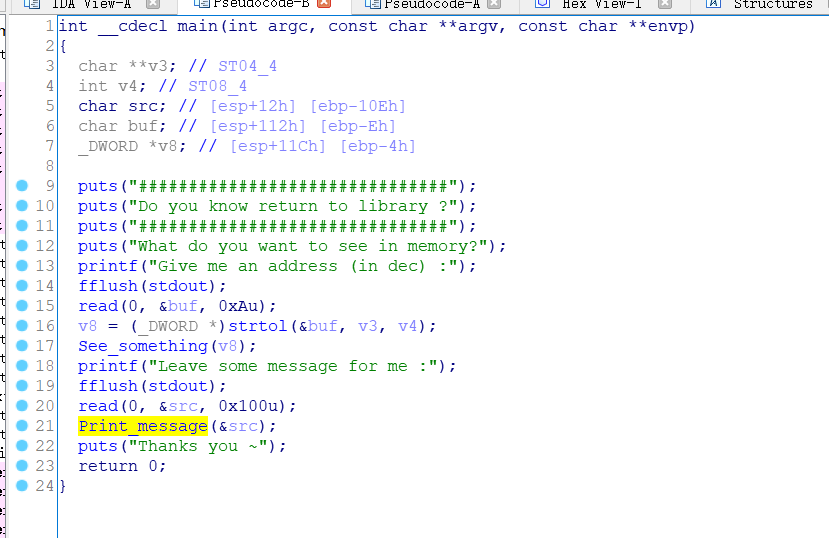 IDA View-A Pseudocode-B Pseudocode-A Hex View-1 Structures
1 int __cdecl main(int argc, const char **argv, const char **envp)
2 {
3 char **v3; // ST04_4
4 int v4; // ST08_4
5 char src; // [esp+12h] [ebp-10Eh]
6 char buf; // [esp+112h] [ebp-Eh]
7 _DWORD *v8; // [esp+11Ch] [ebp-4h]
8
9 puts("###############################");
10 puts("Do you know return to library ?");
11 puts("###############################");
12 puts("What do you want to see in memory?");
13 printf("Give me an address (in dec) :");
14 fflush(stdout);
15 read(0, &buf, 0xAu);
16 v8 = (_DWORD *)strtol(&buf, v3, v4);
17 See_something(v8);
18 printf("Leave some message for me :");
19 fflush(stdout);
20 read(0, &src, 0x100u);
21 Print_message(&src);
22 puts("Thanks you ~");
23 return 0;
24 }